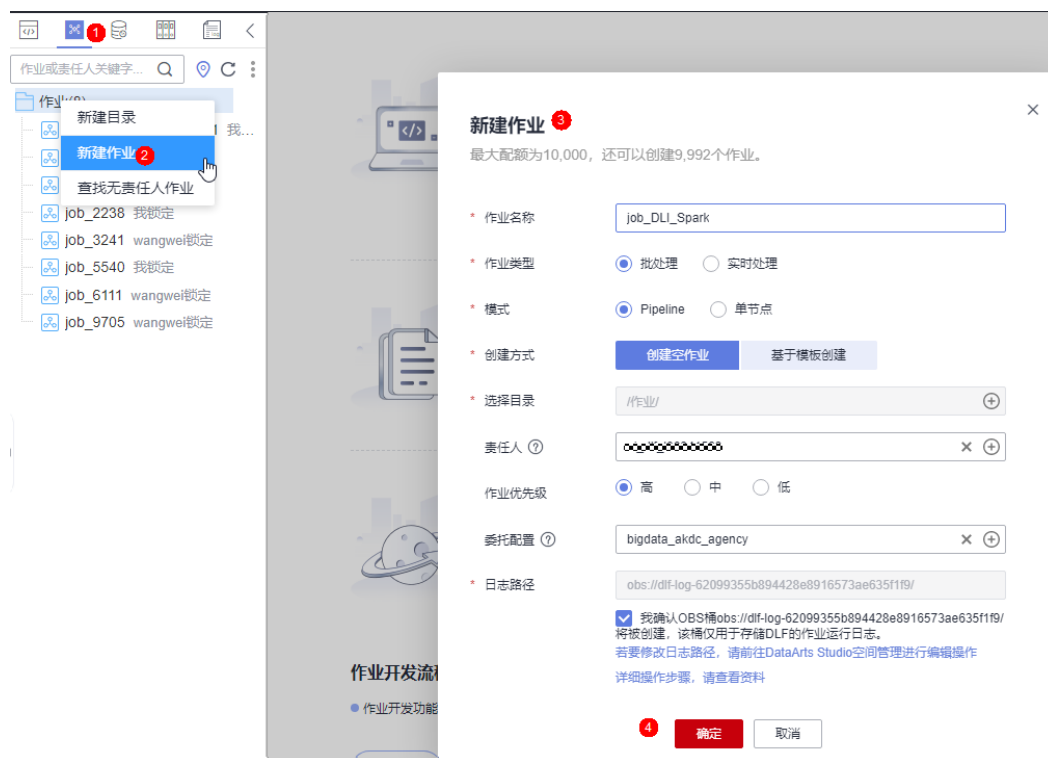 1
作业或责任人关键字...
作业(8)
新建目录
1 我...
新建作业 2
查找无责任人作业
job_2238 我锁定
job_3241 wangwei锁定
job_5540 我锁定
job_6111 wangwei锁定
job_9705 wangwei锁定
作业开发流
作业开发功能
新建作业 3
最大配额为10,000，还可以创建9,992个作业。
* 作业名称 job_DLI_Spark
* 作业类型 批处理 实时处理
* 模式 Pipeline 单节点
* 创建方式 创建空作业 基于模板创建
* 选择目录 /作业/
责任人
作业优先级 高 中 低
委托配置 bigdata_akdc_agency
* 日志路径 obs://dlf-log-62099355b894428e8916573ae635f1f9/
我确认OBS桶obs://dlf-log-62099355b894428e8916573ae635f1f9/
将被创建，该桶仅用于存储DLF的作业运行日志。
若要修改日志路径，请前往DataArts Studio空间管理进行编辑操作
详细操作步骤，请查看资料
4 确定 取消